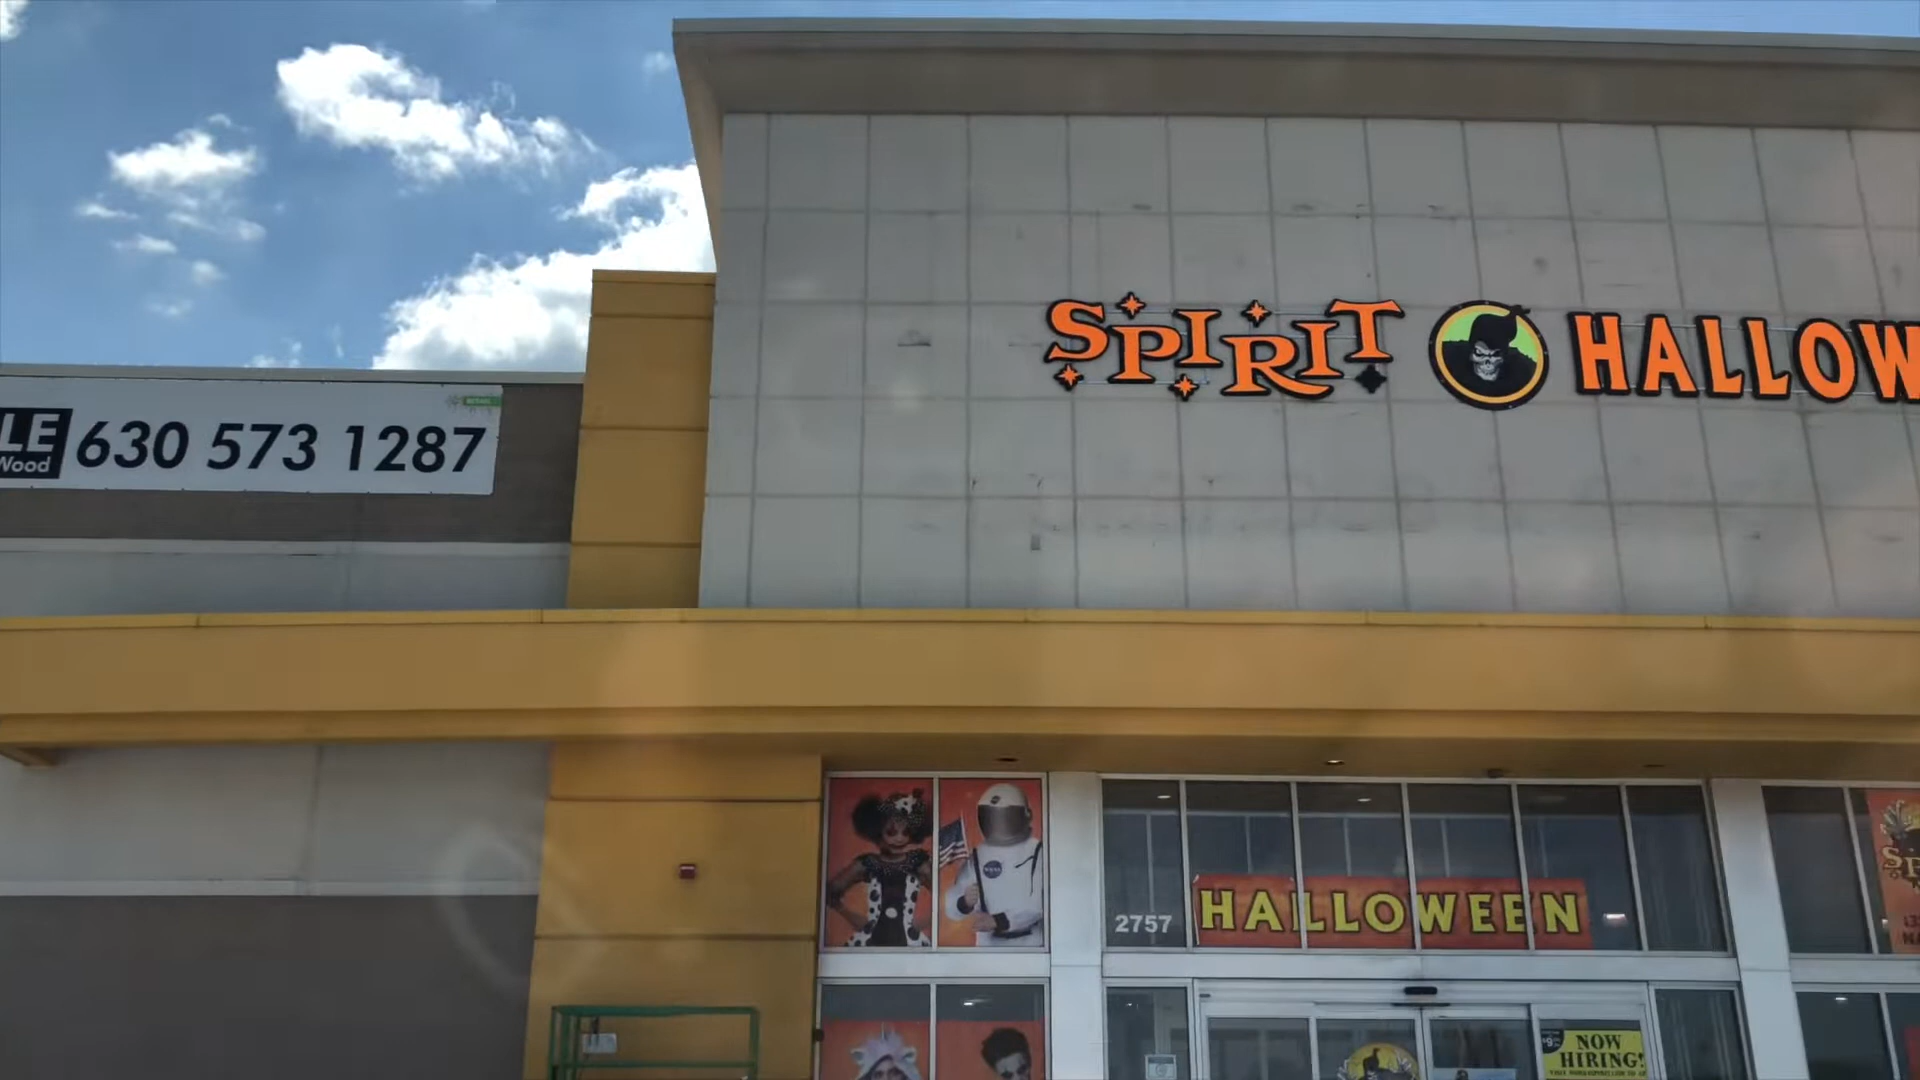 SPIRIT HALLOW
LE
Wood
630 573 1287
2757
HALLOWEEN
NOW
HIRING!